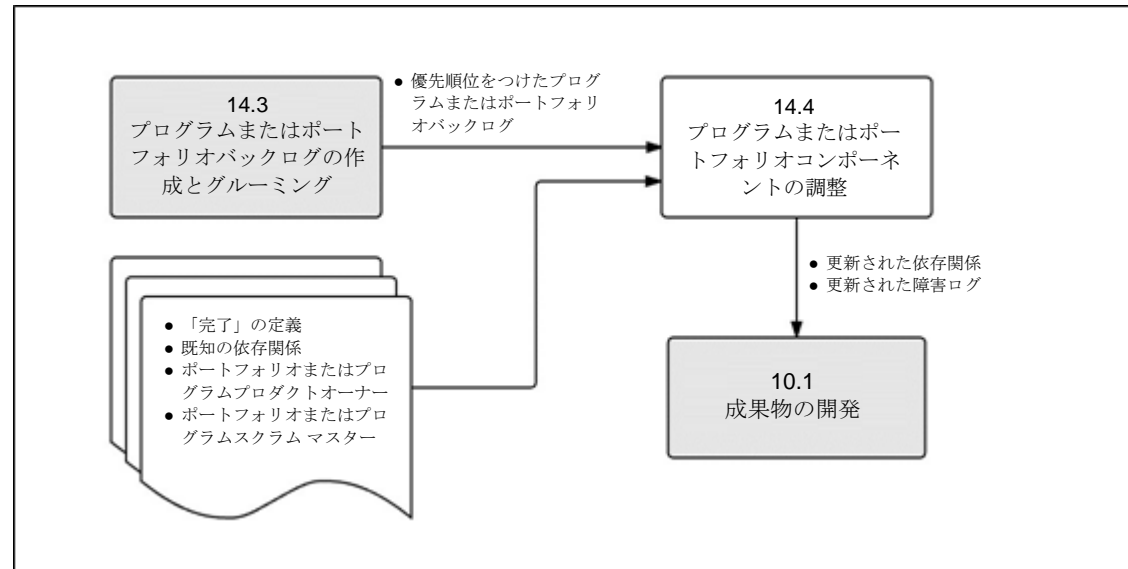 14.3
プログラムまたはポート
フォリオバックログの作
成とグルーミング
● 優先順位をつけたプログ
ラムまたはポートフォリ
オバックログ
14.4
プログラムまたはポー
トフォリオコンポーネ
ントの調整
● 更新された依存関係
● 更新された障害ログ
● 「完了」の定義
● 既知の依存関係
● ポートフォリオまたはプロ
グラムプロダクトオーナー
● ポートフォリオまたはプロ
グラムスクラム マスター
10.1
成果物の開発